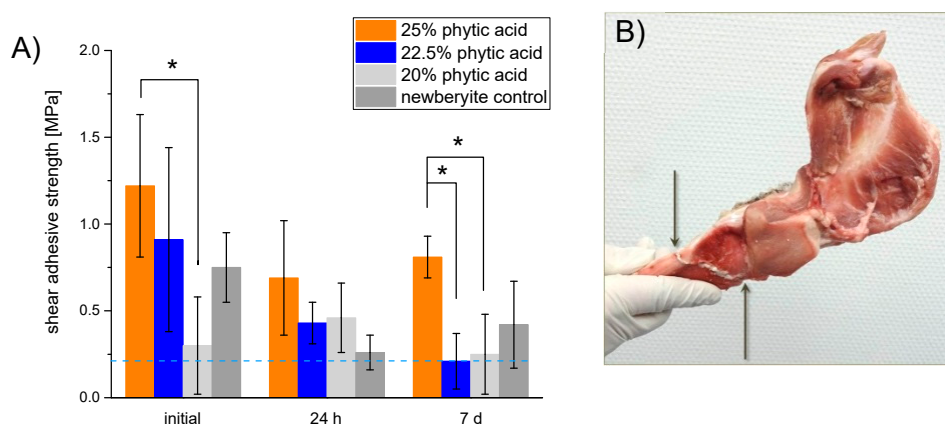 A)
25% phytic acid
22.5% phytic acid
20% phytic acid
newberyite control
shear adhesive strength [MPa]
2.0
1.5
1.0
0.5
0.0
*
*
*
initial
24 h
7 d
B)